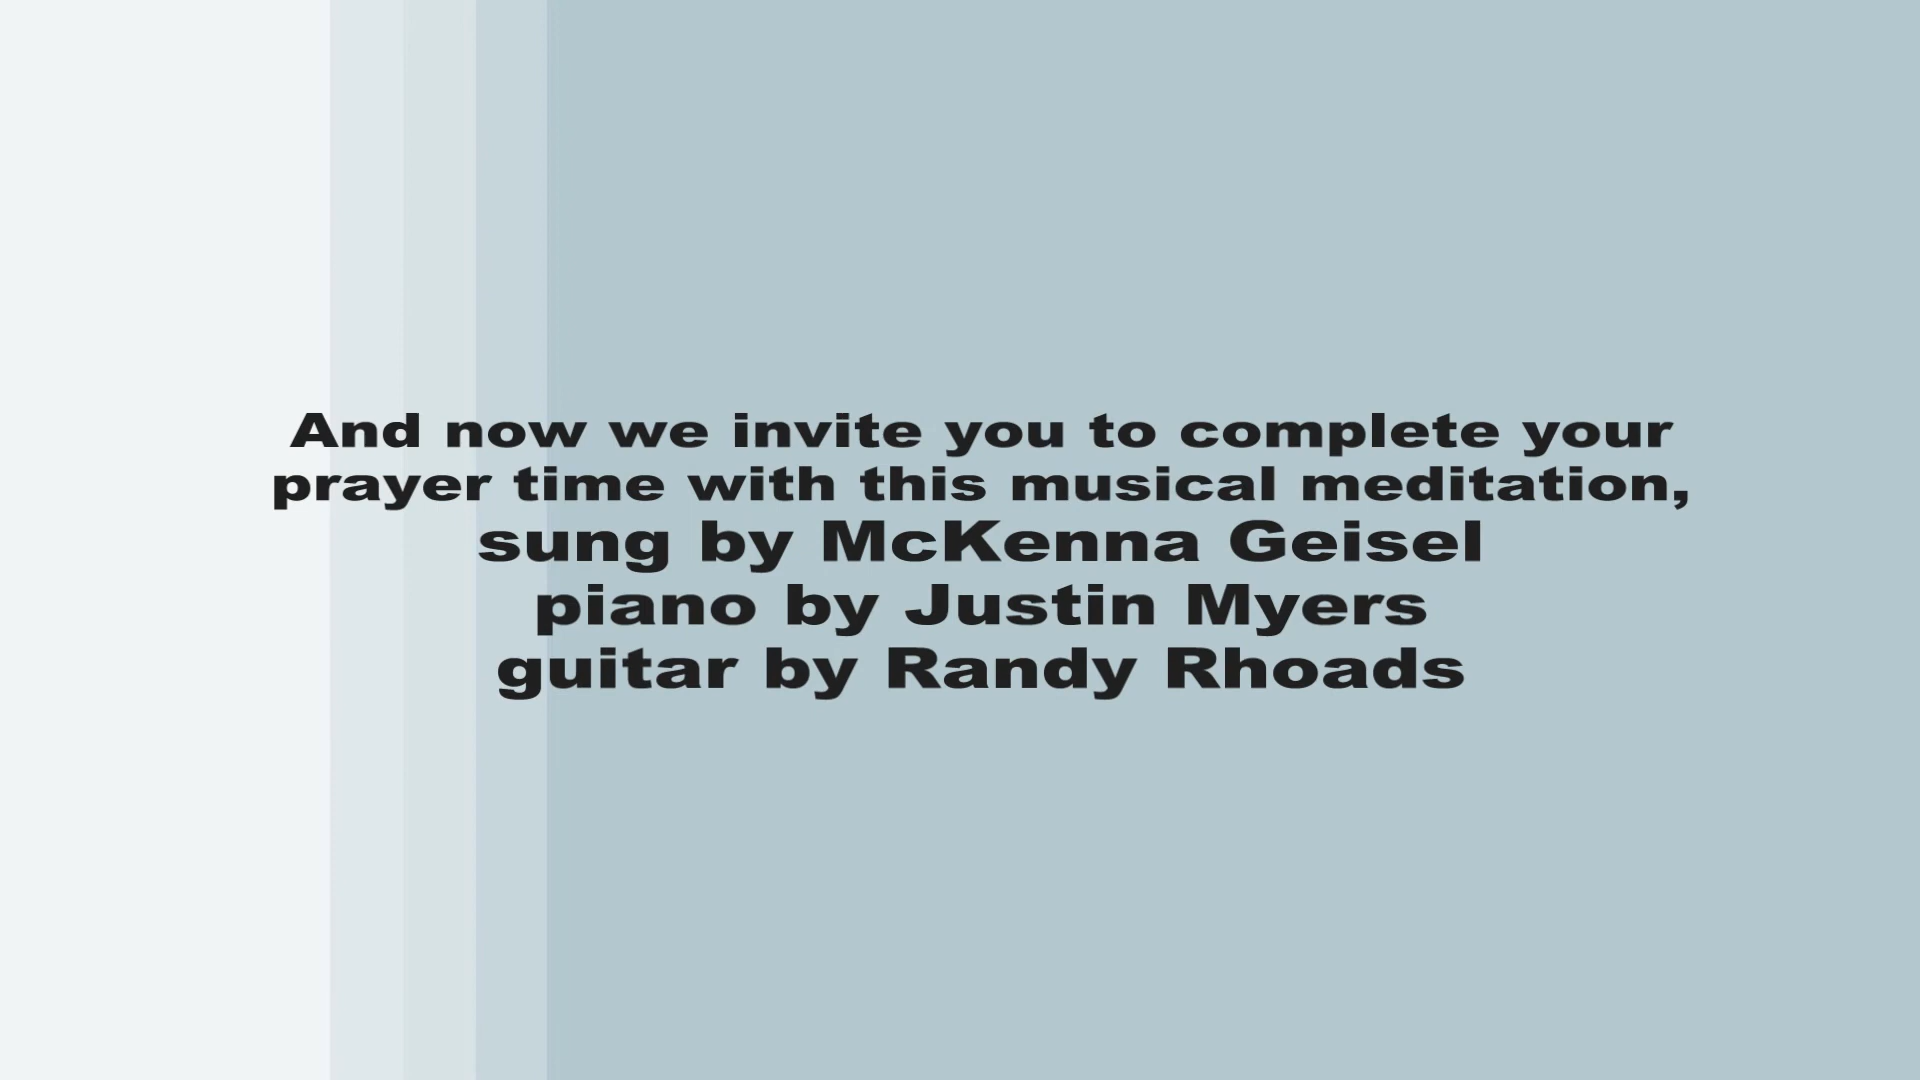 And now we invite you to complete your
prayer time with this musical meditation,
sung by McKenna Geisel
piano by Justin Myers
guitar by Randy Rhoads